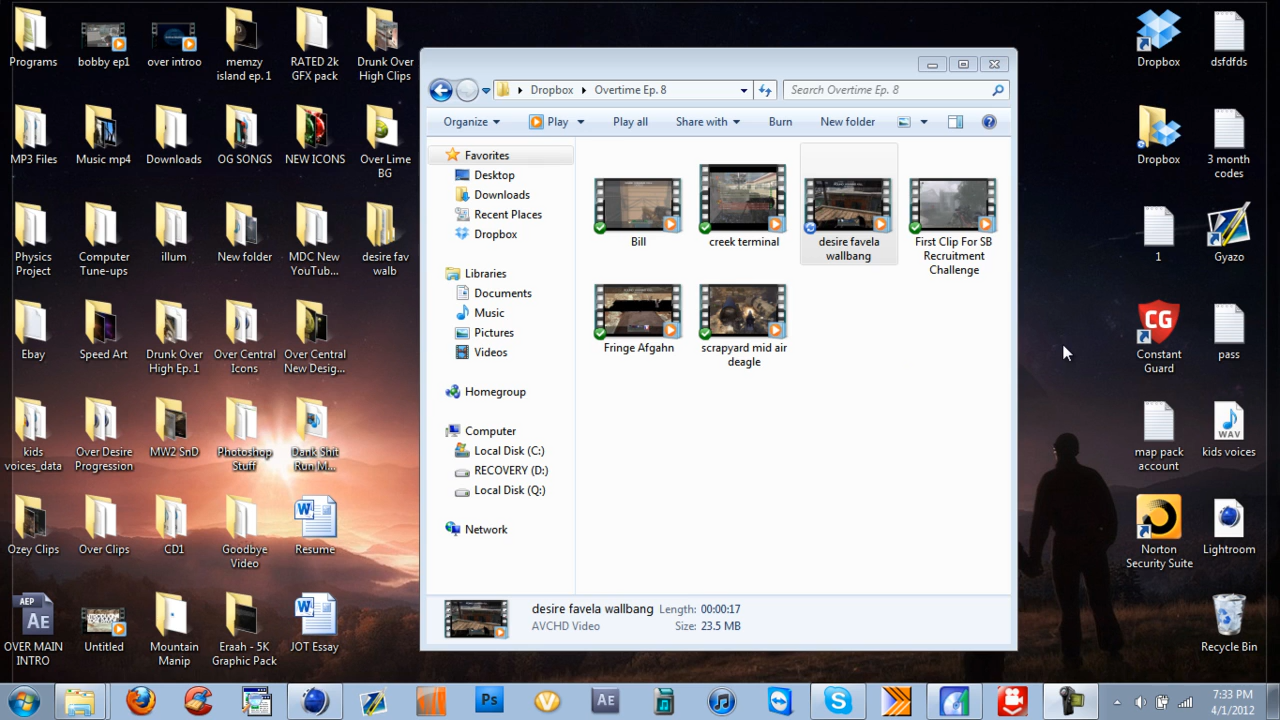 Programs
bobby ep1
over introo
memzy
island ep. 1
RATED 2k
GFX pack
Drunk Over
High Clips
MP3 Files
Music mp4
Downloads
OG SONGS
NEW ICONS
Over Lime
BG
Physics
Project
Computer
Tune-ups
illum
New folder
MDC New
YouTub...
desire fav
walb
Ebay
Speed Art
Drunk Over
High Ep. 1
Over Central
Icons
Over Central
New Desig...
kids
voices_data
Over Desire
Progression
MW2 SnD
Photoshop
Stuff
Dank Shit
Run M...
Ozey Clips
Over Clips
CD1
Goodbye
Video
Resume
AEP
Ae
OVER MAIN
INTRO
Untitled
Mountain
Manip
Eraah - 5K
Graphic Pack
JOT Essay
Dropbox
Overtime Ep. 8
Search Overtime Ep. 8
Organize
Play
Play all
Share with
Burn
New folder
Favorites
Desktop
Downloads
Recent Places
Dropbox
Libraries
Documents
Music
Pictures
Videos
Homegroup
Computer
Local Disk (C:)
RECOVERY (D:)
Local Disk (Q:)
Network
Bill
creek terminal
desire favela
wallbang
First Clip For SB
Recruitment
Challenge
Fringe Afgahn
scrapyard mid air
deagle
desire favela wallbang
Length: 00:00:17
AVCHD Video
Size: 23.5 MB
Dropbox
dsfdfds
Dropbox
3 month
codes
1
Gyazo
CG
Constant
Guard
pass
map pack
account
WAV
kids voices
Norton
Security Suite
Lightroom
Recycle Bin
Ps
Ae
7:33 PM
4/1/2012